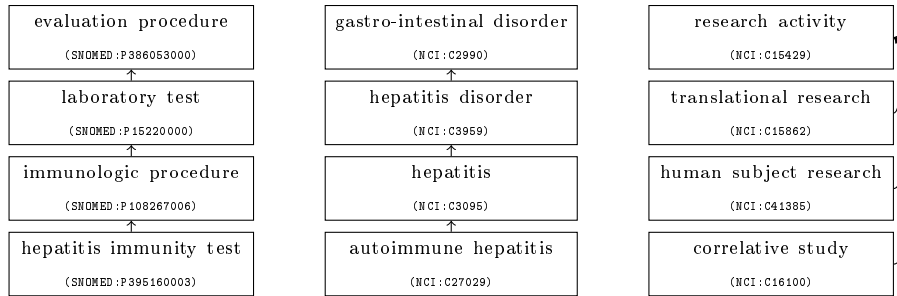 evaluation procedure
(SNOMED:P386053000)
laboratory test
(SNOMED:P15220000)
immunologic procedure
(SNOMED:P108267006)
hepatitis immunity test
(SNOMED:P395160003)
gastro-intestinal disorder
(NCI:C2990)
hepatitis disorder
(NCI:C3959)
hepatitis
(NCI:C3095)
autoimmune hepatitis
(NCI:C27029)
research activity
(NCI:C15429)
translational research
(NCI:C15862)
human subject research
(NCI:C41385)
correlative study
(NCI:C16100)